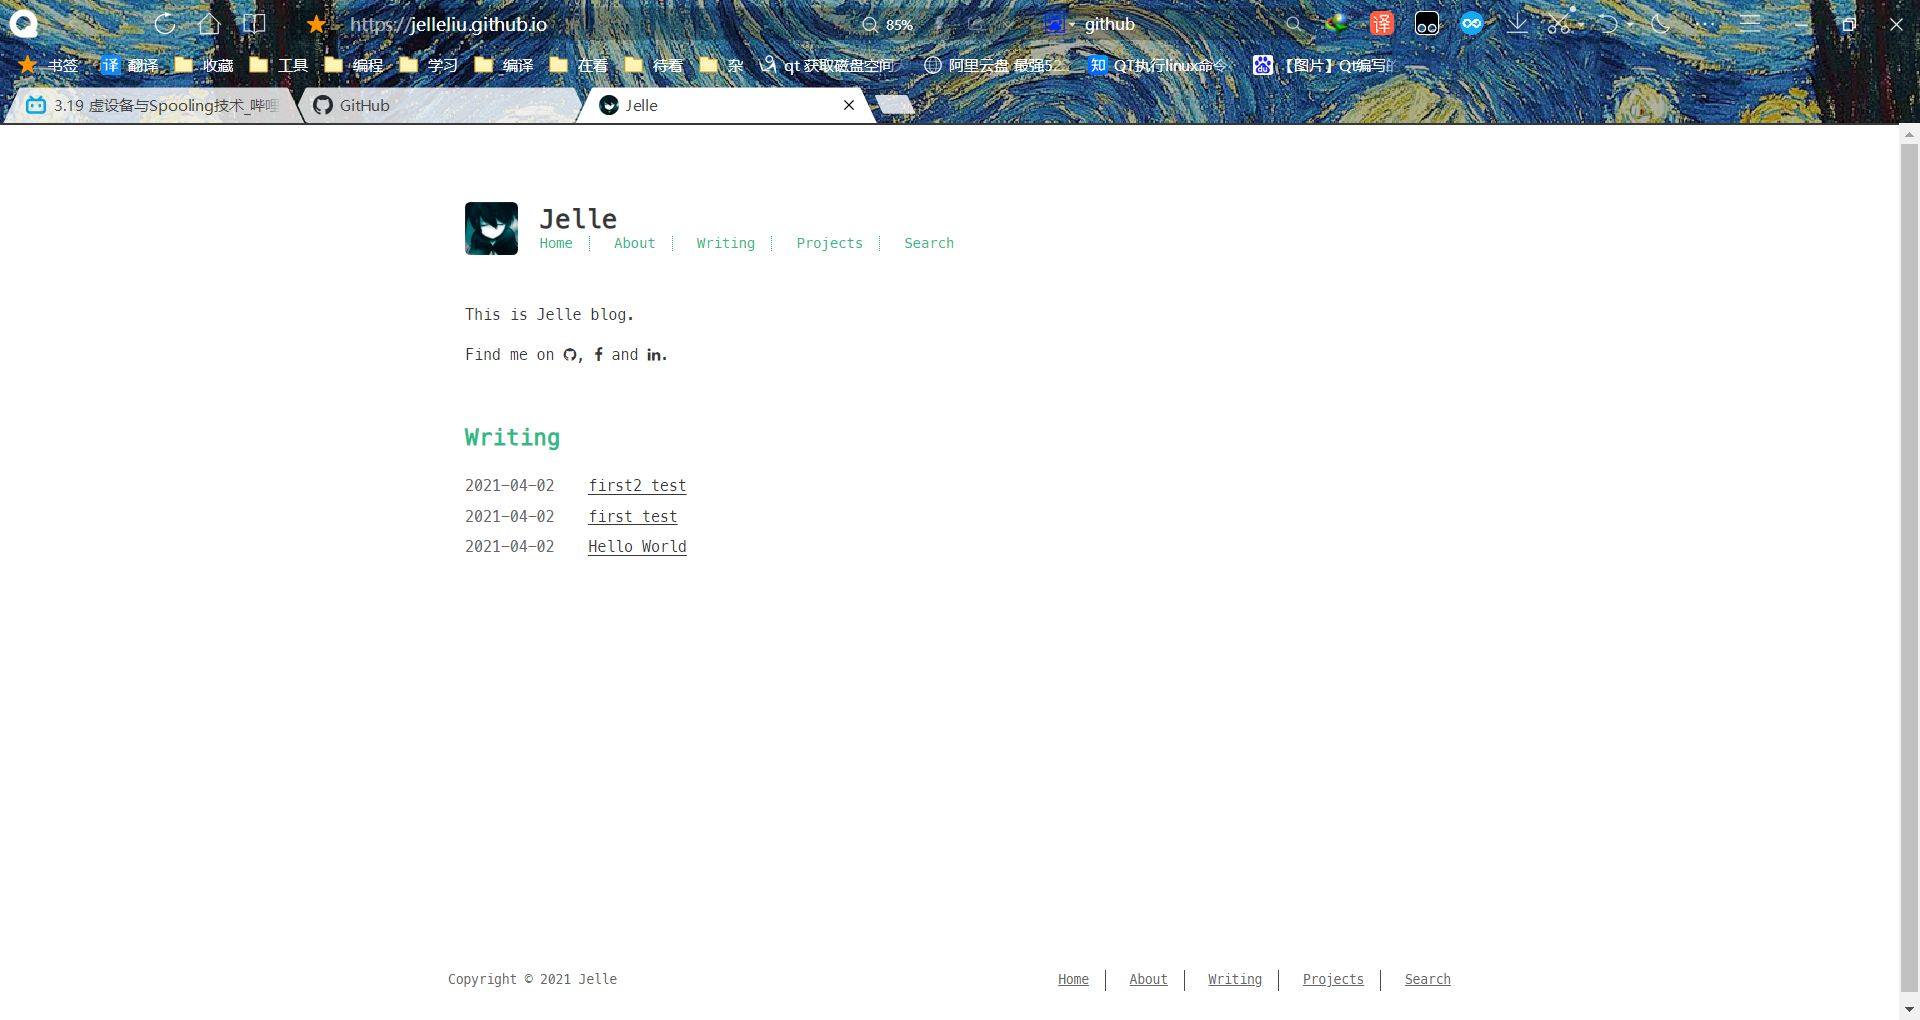 https://jelleliu.github.io 85% github 译
书签 译 翻译 收藏 工具 编程 学习 编译 在看 待看 杂 qt 获取磁盘空间 阿里云盘 最强52 知 QT执行linux命令 【图片】Qt编写的
3.19 虚设备与Spooling技术_哔哩 GitHub Jelle
Jelle
Home About Writing Projects Search
This is Jelle blog.
Find me on , f and in.
Writing
2021-04-02 first2 test
2021-04-02 first test
2021-04-02 Hello World
Copyright © 2021 Jelle Home About Writing Projects Search